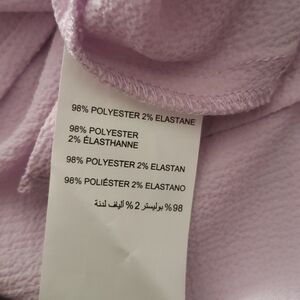 98% POLYESTER 2% ELASTANE
98% POLYESTER
2% ÉLASTHANNE
98% POLYESTER 2% ELASTAN
98% POLIÉSTER 2% ELASTANO
98% بوليستر 2% ألياف لدنة